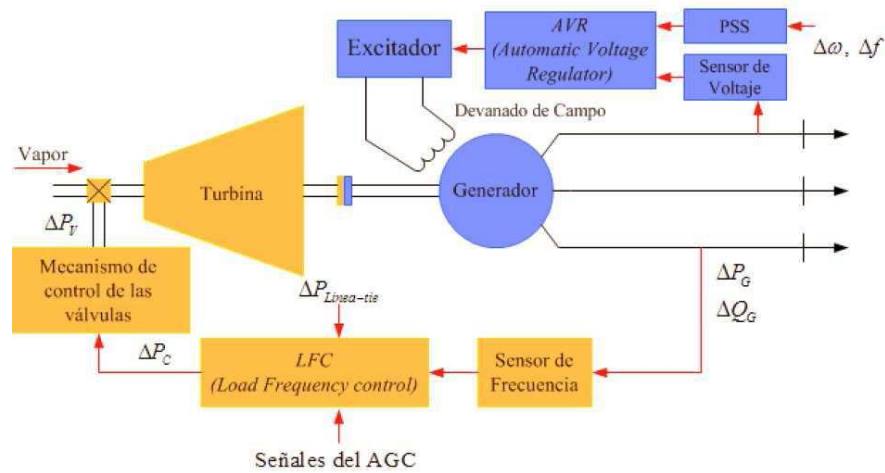 Excitador
AVR
(Automatic Voltage
Regulator)
PSS
Δω, Δf
Sensor de
Voltaje
Devanado de Campo
Vapor
Turbina
Generador
ΔP_V
Mecanismo de
control de las
válvulas
ΔP_Linea-tie
ΔP_G
ΔQ_G
ΔP_C
LFC
(Load Frequency control)
Sensor de
Frecuencia
Señales del AGC